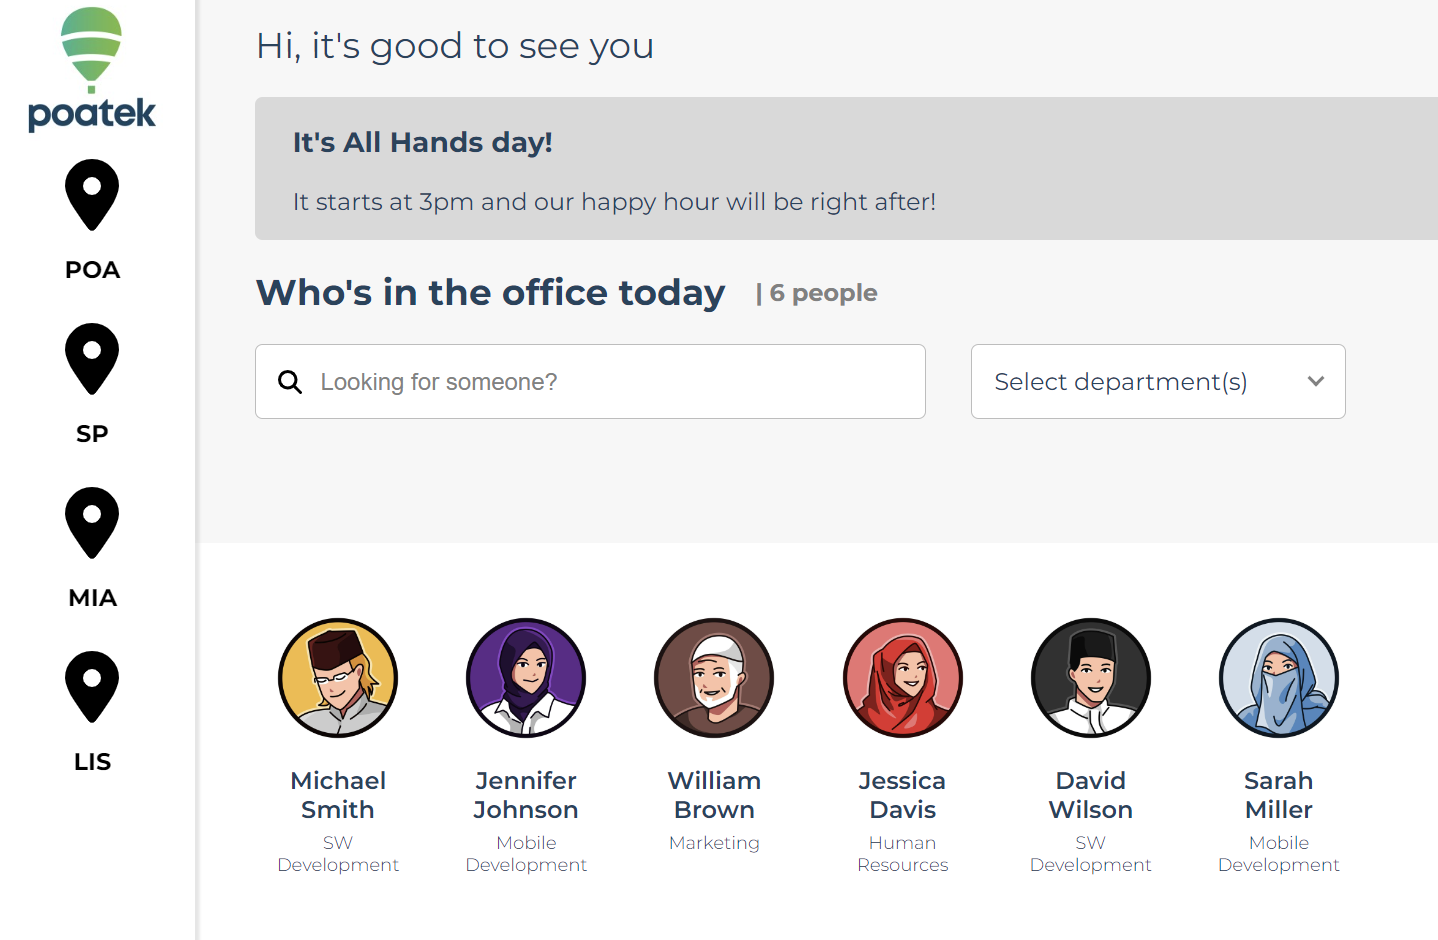 poatek
POA
SP
MIA
LIS
Hi, it's good to see you
It's All Hands day!
It starts at 3pm and our happy hour will be right after!
Who's in the office today | 6 people
Looking for someone?
Select department(s)
Michael
Smith
SW
Development
Jennifer
Johnson
Mobile
Development
William
Brown
Marketing
Jessica
Davis
Human
Resources
David
Wilson
SW
Development
Sarah
Miller
Mobile
Development